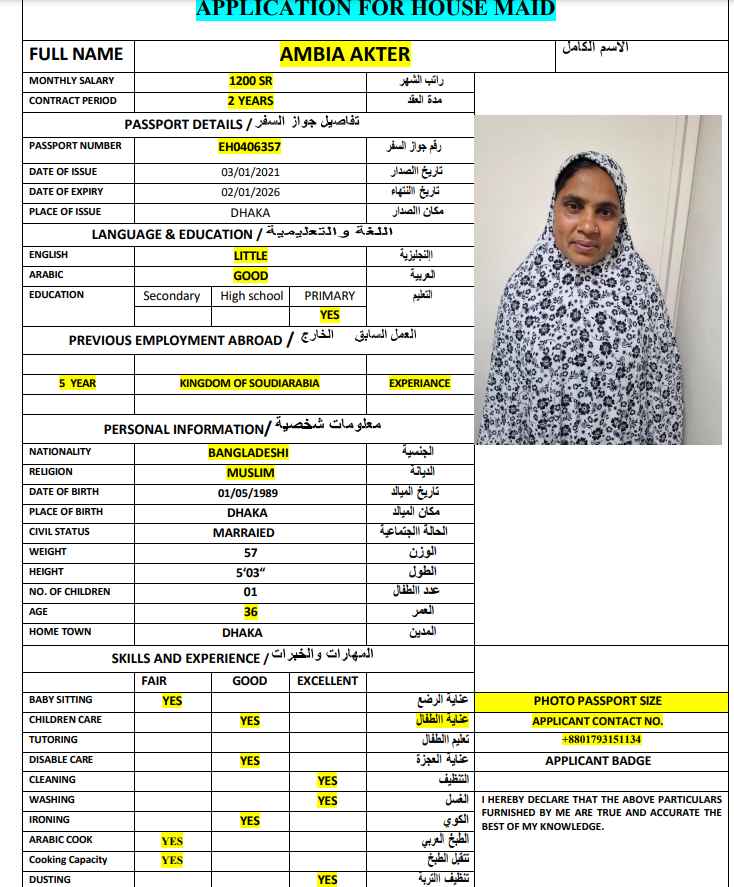 APPLICATION FOR HOUSE MAID
FULL NAME AMBIA AKTER الاسم الكامل
MONTHLY SALARY 1200 SR راتب الشهر
CONTRACT PERIOD 2 YEARS مدة العقد
PASSPORT DETAILS / تفاصيل جواز السفر
PASSPORT NUMBER EH0406357 رقم جواز السفر
DATE OF ISSUE 03/01/2021 تاريخ االصدار
DATE OF EXPIRY 02/01/2026 تاريخ االنتهاء
PLACE OF ISSUE DHAKA مكان االصدار
LANGUAGE & EDUCATION / اللغة والتعليمية
ENGLISH LITTLE اإلنجليزية
ARABIC GOOD العربية
EDUCATION Secondary High school PRIMARY التعليم
YES
PREVIOUS EMPLOYMENT ABROAD / العمل السابق الخارج
5 YEAR KINGDOM OF SOUDIARABIA EXPERIANCE
PERSONAL INFORMATION/ معلومات شخصية
NATIONALITY BANGLADESHI الجنسية
RELIGION MUSLIM الديانة
DATE OF BIRTH 01/05/1989 تاريخ الميالد
PLACE OF BIRTH DHAKA مكان الميالد
CIVIL STATUS MARRAIED الحالة االجتماعية
WEIGHT 57 الوزن
HEIGHT 5‘03“ الطول
NO. OF CHILDREN 01 عدد االطفال
AGE 36 العمر
HOME TOWN DHAKA المدين
SKILLS AND EXPERIENCE / المهارات والخبرات
FAIR GOOD EXCELLENT
BABY SITTING YES عناية الرضع PHOTO PASSPORT SIZE
CHILDREN CARE YES عناية االطفال APPLICANT CONTACT NO.
TUTORING تعليم االطفال +8801793151134
DISABLE CARE YES عناية العجزة APPLICANT BADGE
CLEANING YES التنظيف
WASHING YES الغسل
I HEREBY DECLARE THAT THE ABOVE PARTICULARS
FURNISHED BY ME ARE TRUE AND ACCURATE THE
BEST OF MY KNOWLEDGE.
IRONING YES الكوي
ARABIC COOK YES الطبخ العربي
Cooking Capacity YES تتقبل الطبخ
DUSTING YES تنظيف االتربة